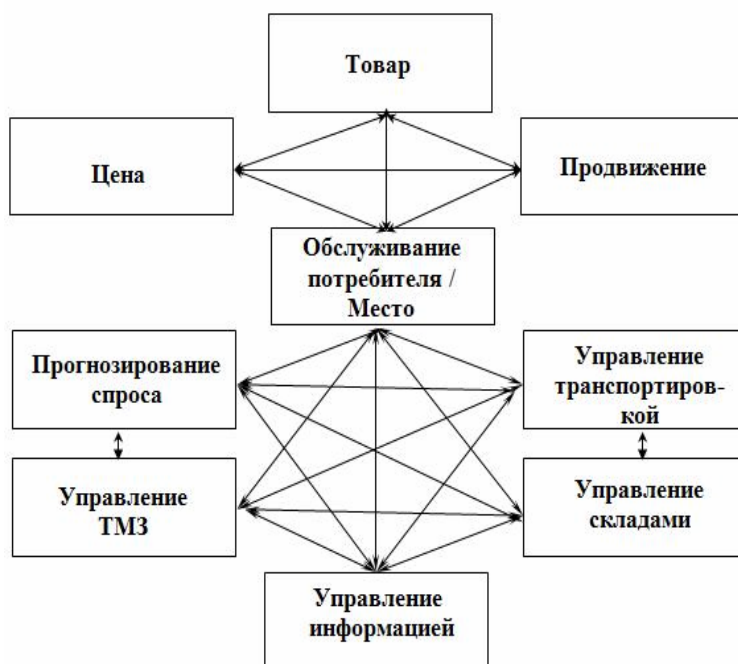 Товар
Цена
Продвижение
Обслуживание
потребителя /
Место
Прогнозирование
спроса
Управление
транспортиров-
кой
Управление
ТМЗ
Управление
складами
Управление
информацией